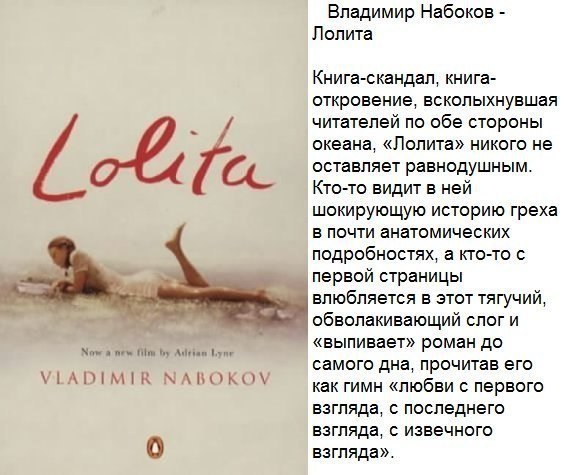 Lolita
Now a new film by Adrian Lyne
VLADIMIR NABOKOV
Владимир Набоков -
Лолита
Книга-скандал, книга-
откровение, всколыхнувшая
читателей по обе стороны
океана, «Лолита» никого не
оставляет равнодушным.
Кто-то видит в ней
шокирующую историю греха
в почти анатомических
подробностях, а кто-то с
первой страницы
влюбляется в этот тягучий,
обволакивающий слог и
«выпивает» роман до
самого дна, прочитав его
как гимн «любви с первого
взгляда, с последнего
взгляда, с извечного
взгляда».